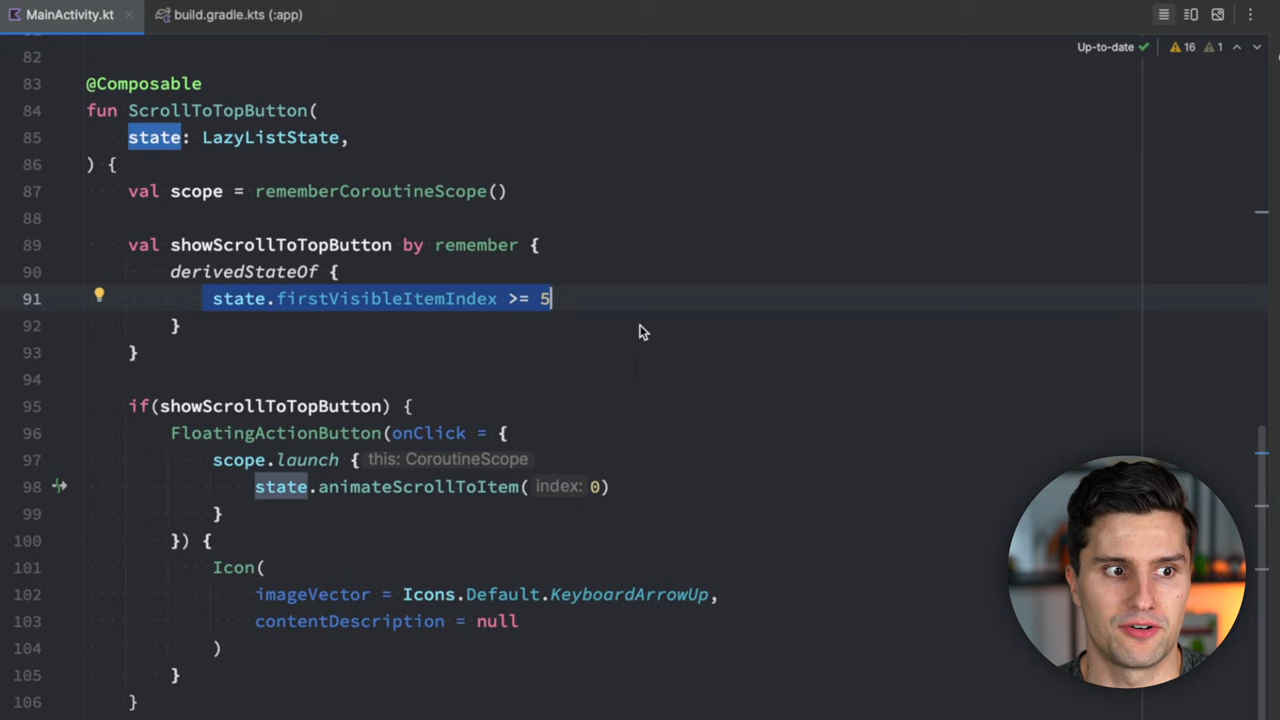 MainActivity.kt
build.gradle.kts (:app)
Up-to-date
16
1
82
83 @Composable
84 fun ScrollToTopButton(
85 state: LazyListState,
86 ) {
87 val scope = rememberCoroutineScope()
88
89 val showScrollToTopButton by remember {
90 derivedStateOf {
91 state.firstVisibleItemIndex >= 5
92 }
93 }
94
95 if(showScrollToTopButton) {
96 FloatingActionButton(onClick = {
97 scope.launch { this: CoroutineScope
98 state.animateScrollToItem( index: 0)
99 }
100 }) {
101 Icon(
102 imageVector = Icons.Default.KeyboardArrowUp,
103 contentDescription = null
104 )
105 }
106 }